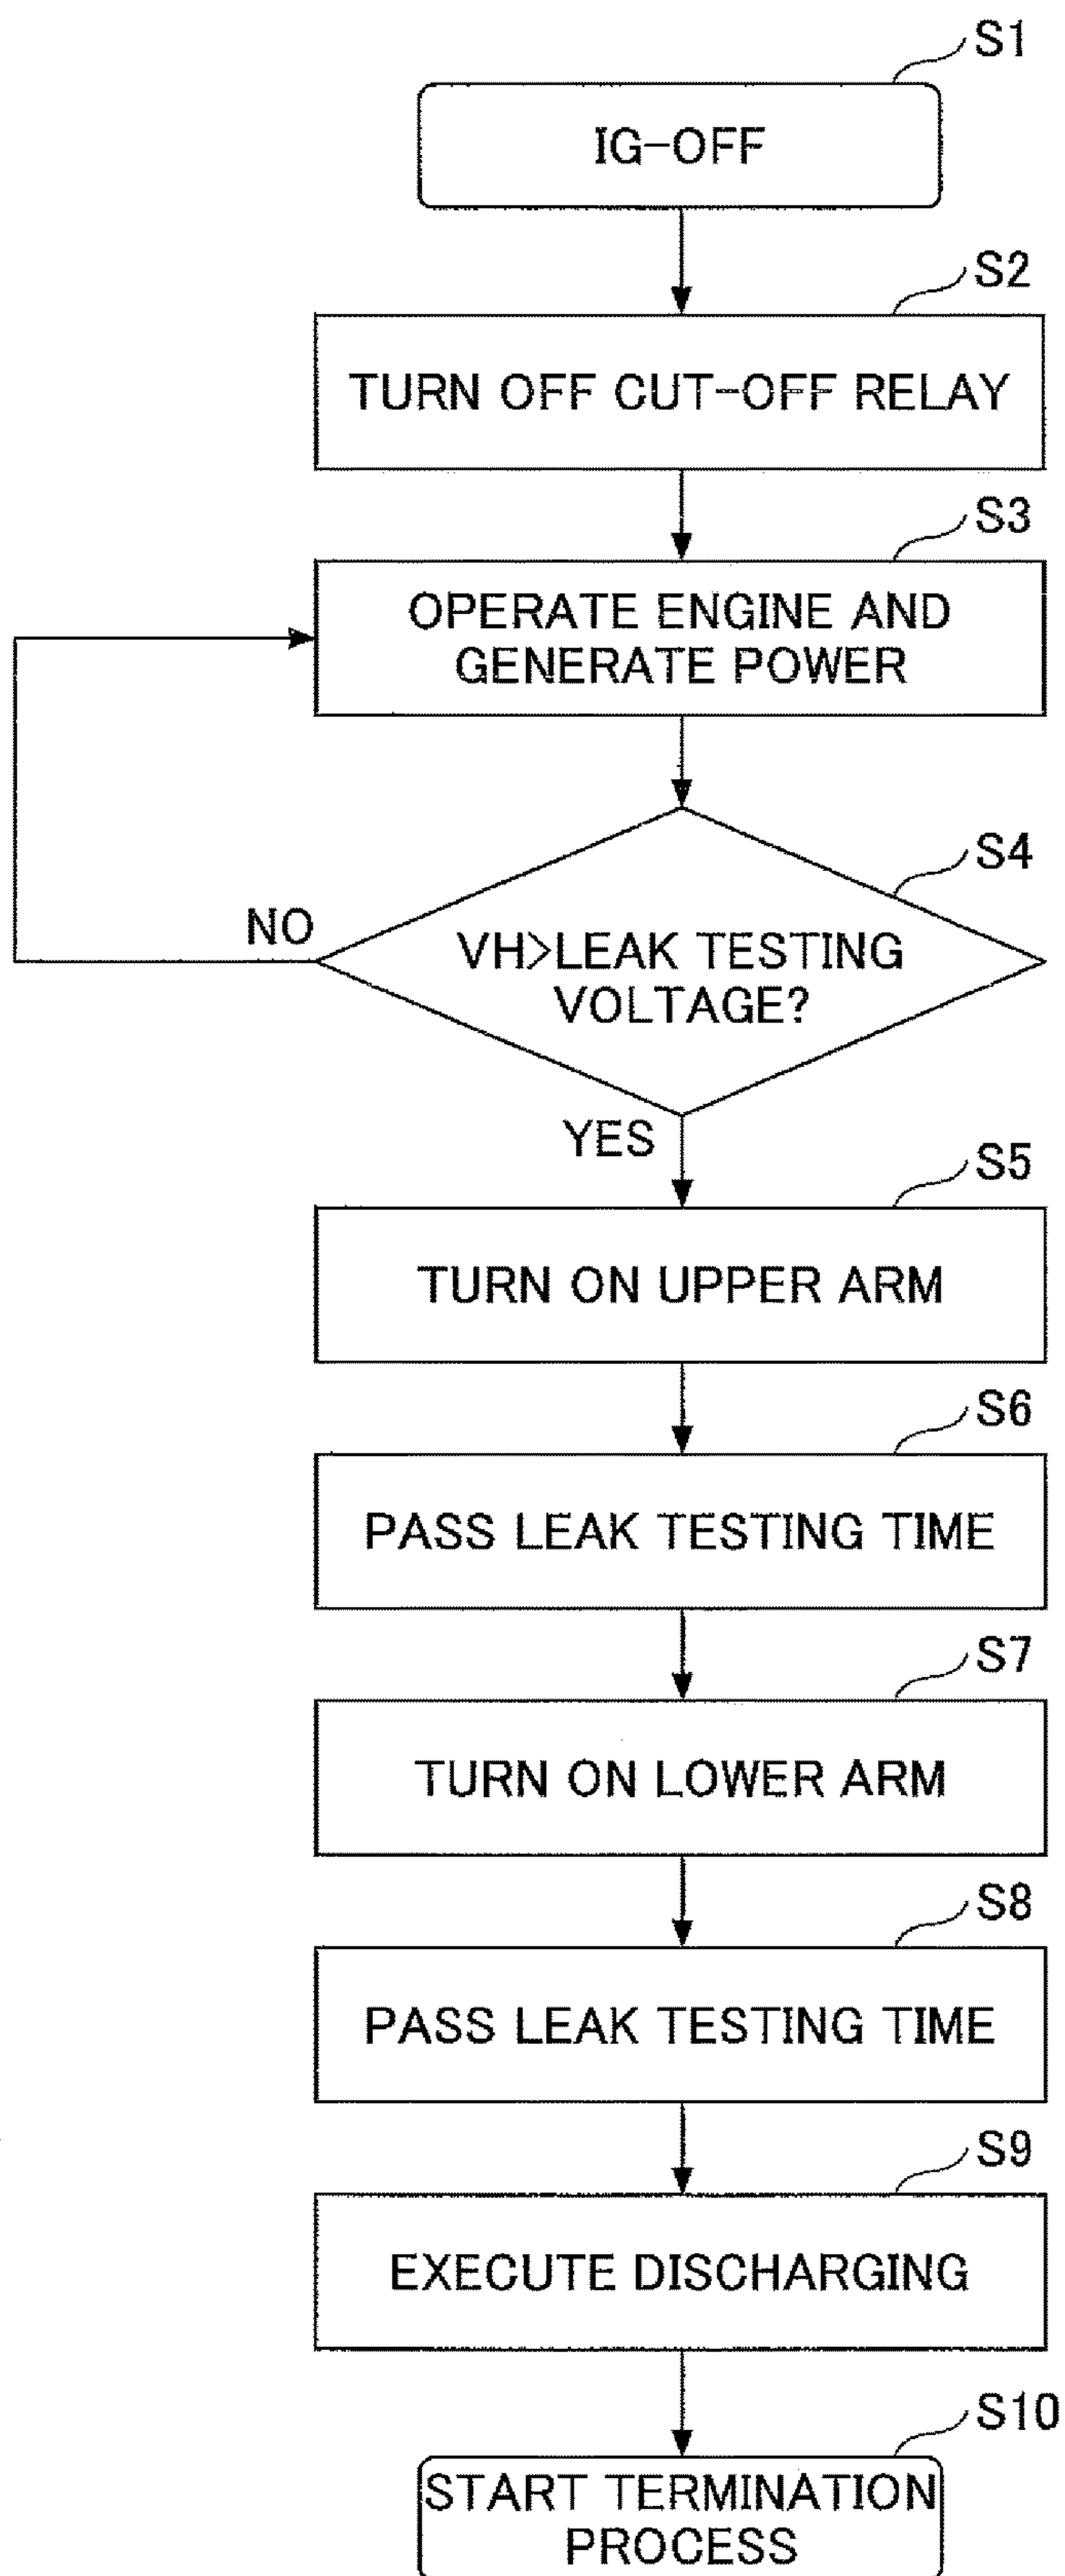 S1
IG-OFF
S2
TURN OFF CUT-OFF RELAY
S3
OPERATE ENGINE AND
GENERATE POWER
S4
NO
VH>LEAK TESTING
VOLTAGE?
YES
S5
TURN ON UPPER ARM
S6
PASS LEAK TESTING TIME
S7
TURN ON LOWER ARM
S8
PASS LEAK TESTING TIME
S9
EXECUTE DISCHARGING
S10
START TERMINATION
PROCESS